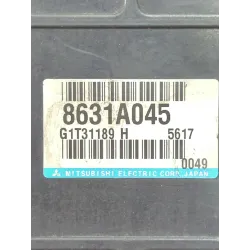 8631A045
G1T31189 H 5617
0049
MITSUBISHI ELECTRIC CORP. JAPAN